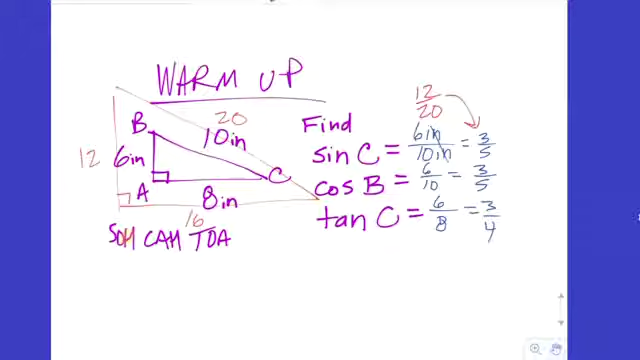 WARM UP
12
20
20
B
10in
Find
12
6in
sin C = 6in/10in = 3/5
A
C
cos B = 6/10 = 3/5
8in
16
tan C = 6/8 = 3/4
SOH CAH TOA